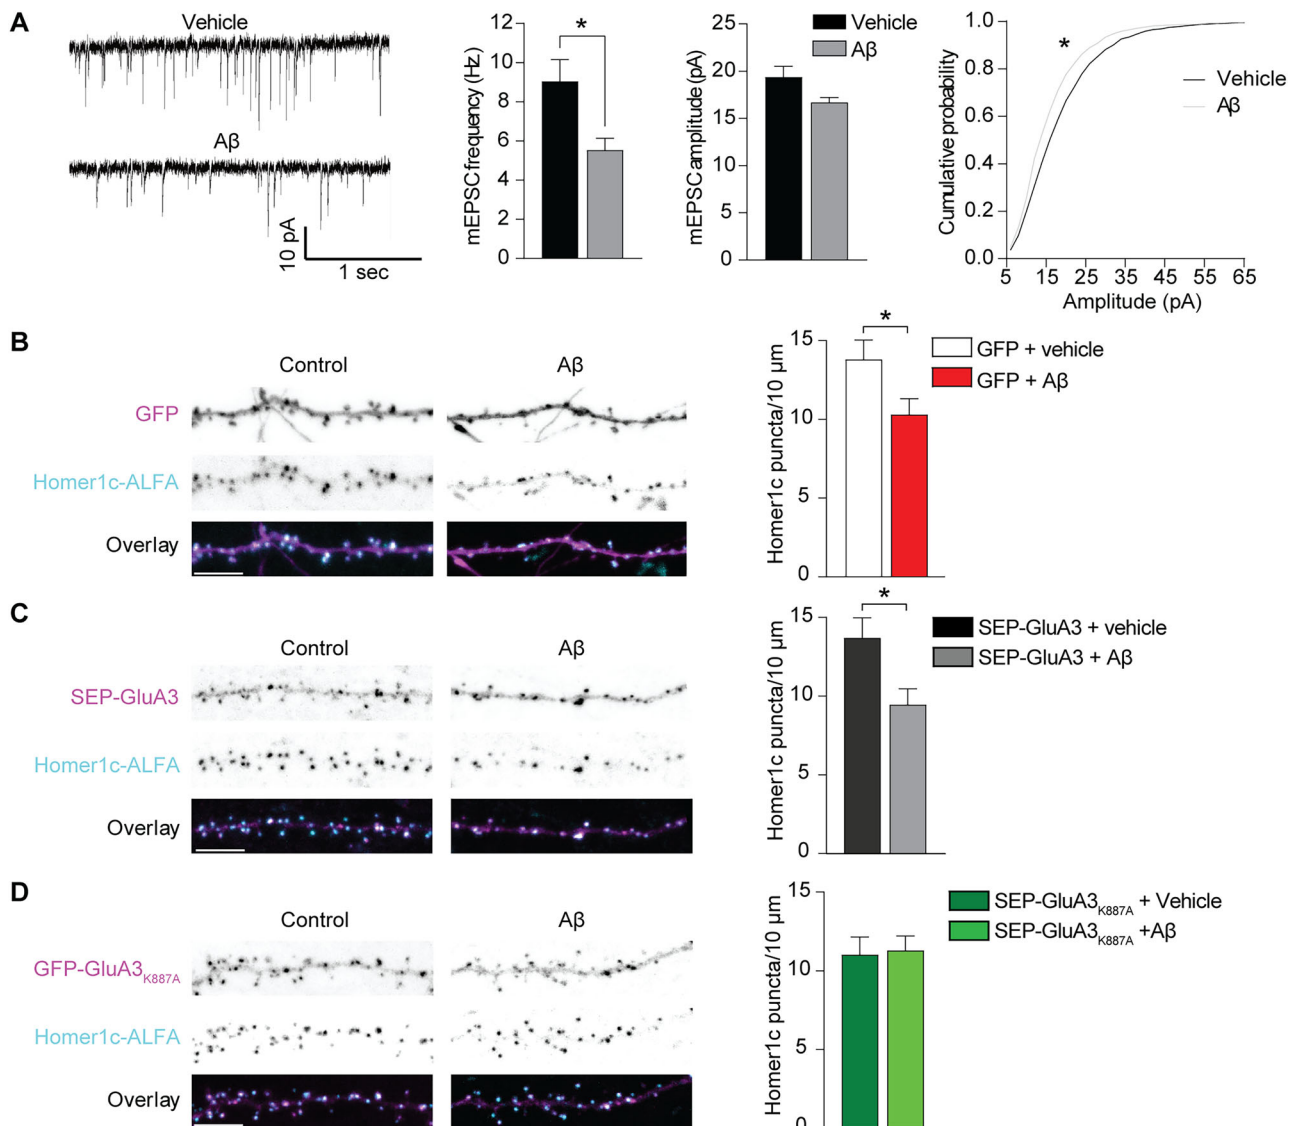 A
Vehicle
Aβ
10 pA
1 sec
mEPSC frequency (Hz)
12
10
8
6
4
2
0
*
mEPSC amplitude (pA)
25
20
15
10
5
0
Vehicle
Aβ
Cumulative probability
1.0
0.8
0.6
0.4
0.2
0.0
*
Vehicle
Aβ
5 15 25 35 45 55 65
Amplitude (pA)
B
Control Aβ
GFP
Homer1c-ALFA
Overlay
Homer1c puncta/10 µm
15
10
5
0
*
GFP + vehicle
GFP + Aβ
C
Control Aβ
SEP-GluA3
Homer1c-ALFA
Overlay
Homer1c puncta/10 µm
15
10
5
0
*
SEP-GluA3 + vehicle
SEP-GluA3 + Aβ
D
Control Aβ
GFP-GluA3K887A
Homer1c-ALFA
Overlay
Homer1c puncta/10 µm
15
10
5
0
SEP-GluA3K887A + Vehicle
SEP-GluA3K887A +Aβ